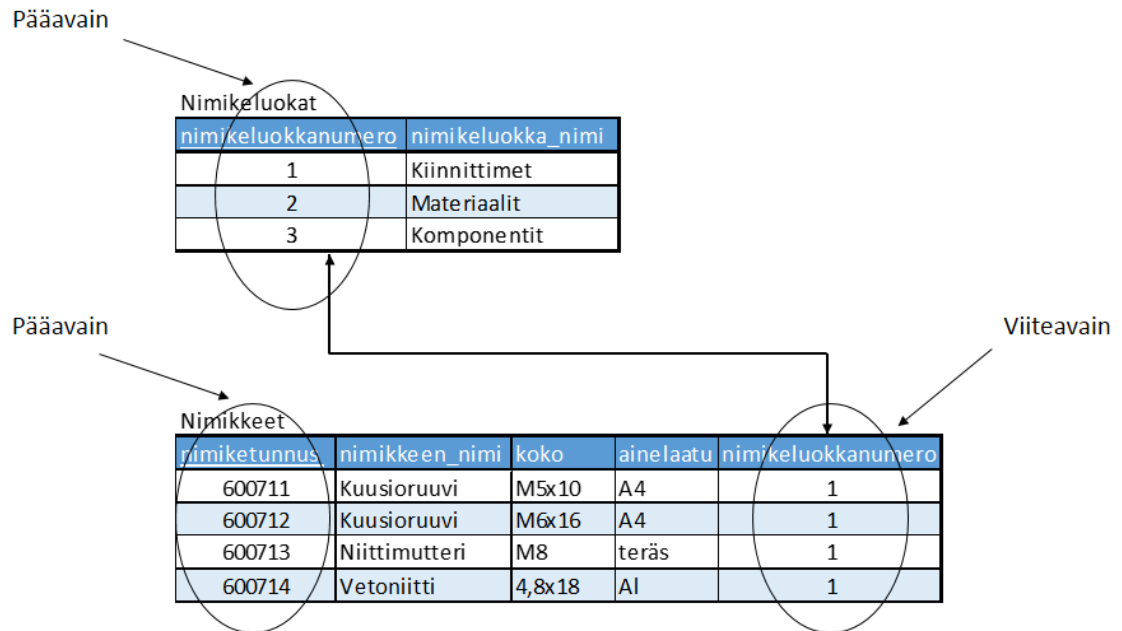 Pääavain
Nimikeluokat
nimikeluokkanumero nimikeluokka_nimi
1 Kiinnittimet
2 Materiaalit
3 Komponentit
Pääavain
Viiteavain
Nimikkeet
nimiketunnus nimikkeen_nimi koko ainelaatu nimikeluokkanumero
600711 Kuusioruuvi M5x10 A4 1
600712 Kuusioruuvi M6x16 A4 1
600713 Niittimutteri M8 teräs 1
600714 Vetoniitti 4,8x18 Al 1